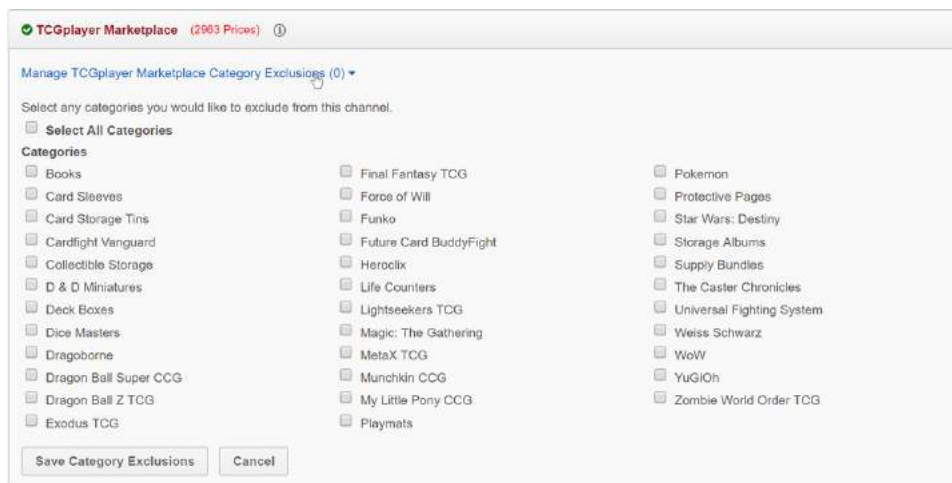 TCGplayer Marketplace (2963 Prices)
Manage TCGplayer Marketplace Category Exclusions (0)
Select any categories you would like to exclude from this channel.
Select All Categories
Categories
Books
Card Sleeves
Card Storage Tins
Cardfight Vanguard
Collectible Storage
D & D Miniatures
Deck Boxes
Dice Masters
Dragoborne
Dragon Ball Super CCG
Dragon Ball Z TCG
Exodus TCG
Final Fantasy TCG
Force of Will
Funko
Future Card BuddyFight
Heroclix
Life Counters
Lightseekers TCG
Magic: The Gathering
MetaX TCG
Munchkin CCG
My Little Pony CCG
Playmats
Pokemon
Protective Pages
Star Wars: Destiny
Storage Albums
Supply Bundles
The Caster Chronicles
Universal Fighting System
Weiss Schwarz
WoW
YuGiOh
Zombie World Order TCG
Save Category Exclusions
Cancel